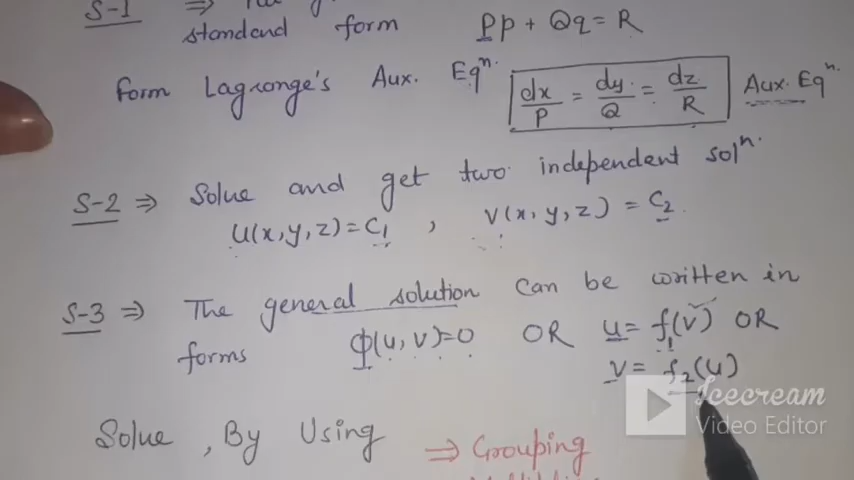 S-1 ⇒
standard form Pp + Qq = R
form Lagrange's Aux. Eqⁿ. dx/P = dy/Q = dz/R Aux. Eqⁿ.
S-2 ⇒ Solve and get two independent solⁿ.
u(x,y,z)=C₁ , v(x,y,z)=C₂
S-3 ⇒ The general solution can be written in
forms ϕ(u,v)=0 OR u=f₁(v) OR
v=f₂(u)
Icecream
Video Editor
Solve, By Using ⇒ Grouping